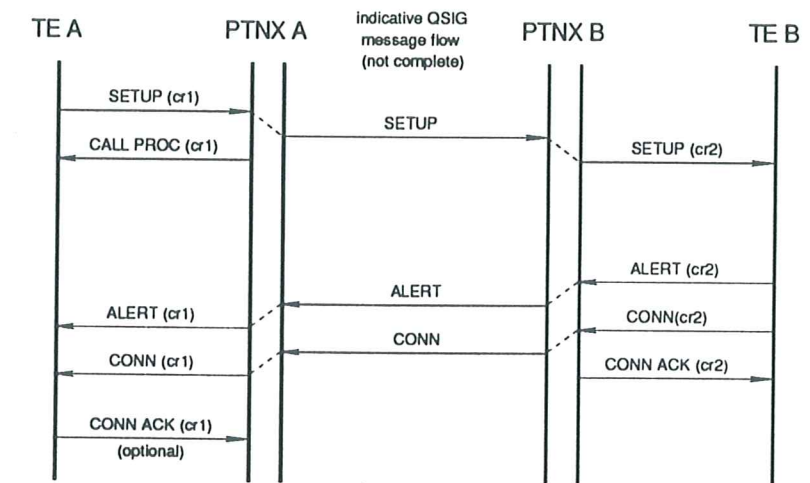 TE A
PTNX A
indicative QSIG
message flow
(not complete)
PTNX B
TE B
SETUP (cr1)
SETUP
CALL PROC (cr1)
SETUP (cr2)
ALERT (cr2)
ALERT
ALERT (cr1)
CONN(cr2)
CONN
CONN (cr1)
CONN ACK (cr2)
CONN ACK (cr1)
(optional)